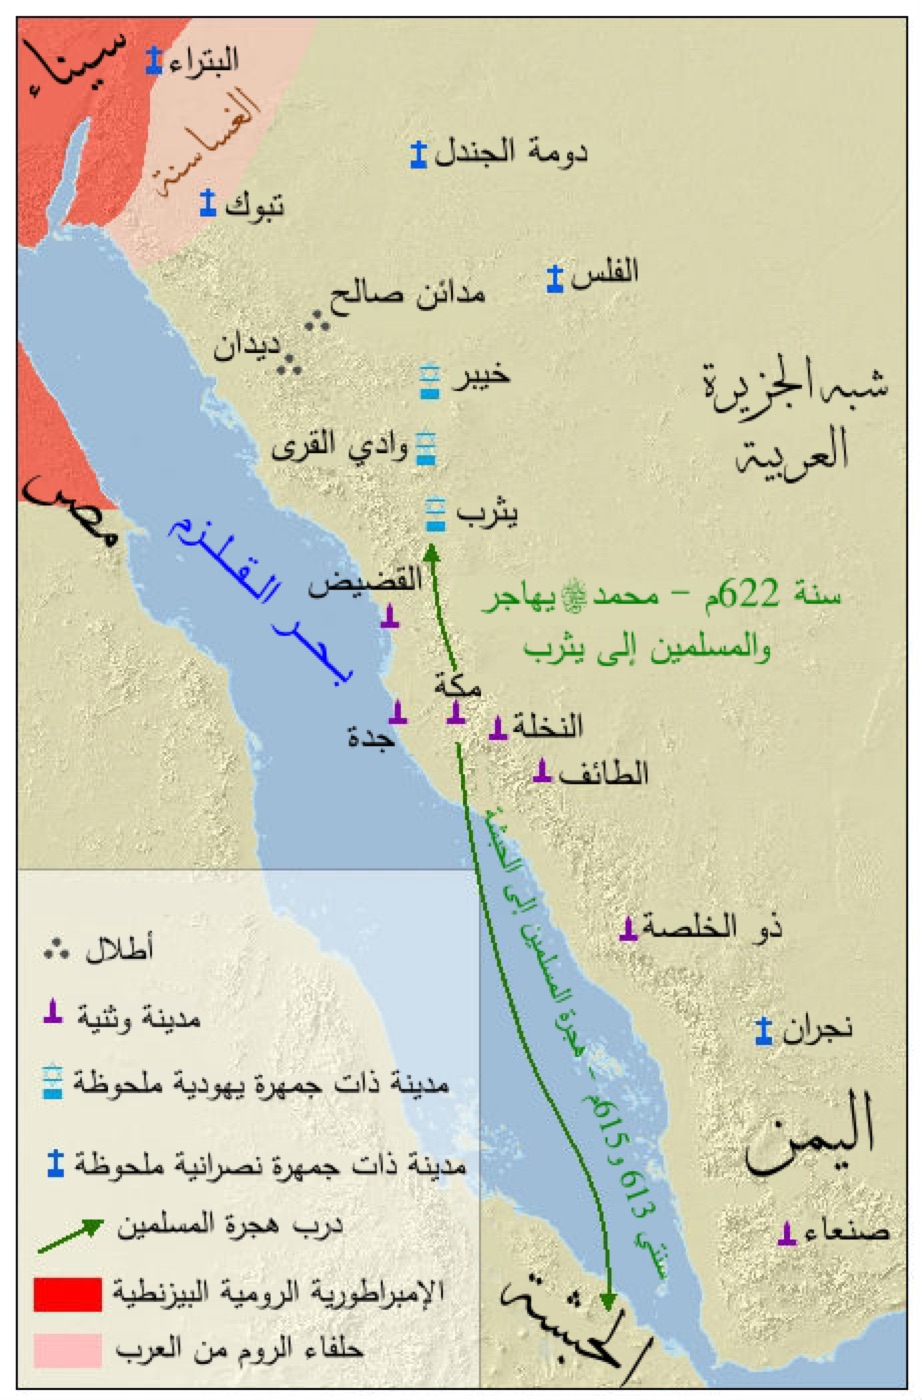 سيناء
البتراء
الغساسنة
دومة الجندل
تبوك
الفلس
مدائن صالح
ديدان
خيبر
شبه الجزيرة
العربية
وادي القرى
يثرب
مصر
بحر القلزم
القضيض
سنة 622م – محمد ﷺ يهاجر
والمسلمين إلى يثرب
مكة
النخلة
جدة
الطائف
سنتي 613 و615م – هجرة المسلمين إلى الحبشة
ذو الخلصة
نجران
اليمن
صنعاء
الحبشة
أطلال
مدينة وثنية
مدينة ذات جمهرة يهودية ملحوظة
مدينة ذات جمهرة نصرانية ملحوظة
درب هجرة المسلمين
الإمبراطورية الرومية البيزنطية
حلفاء الروم من العرب